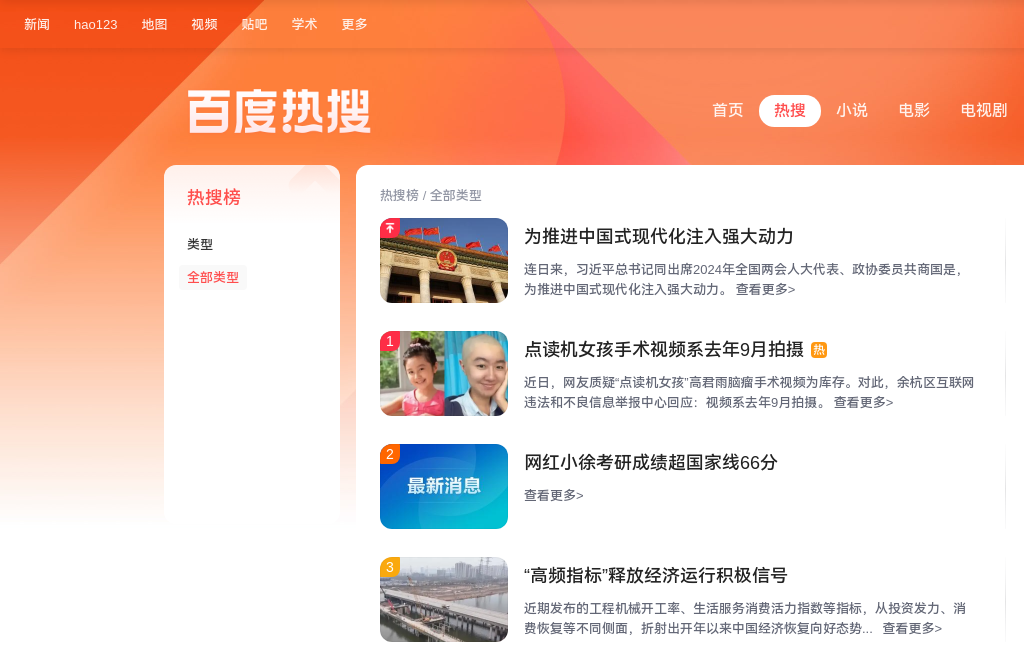 新闻 hao123 地图 视频 贴吧 学术 更多
百度热搜
首页 热搜 小说 电影 电视剧
热搜榜
类型
全部类型
热搜榜 / 全部类型
为推进中国式现代化注入强大动力
连日来，习近平总书记同出席2024年全国两会人大代表、政协委员共商国是，
为推进中国式现代化注入强大动力。 查看更多>
1
点读机女孩手术视频系去年9月拍摄 热
近日，网友质疑“点读机女孩”高君雨脑瘤手术视频为库存。对此，余杭区互联网
违法和不良信息举报中心回应：视频系去年9月拍摄。 查看更多>
2
最新消息
网红小徐考研成绩超国家线66分
查看更多>
3
“高频指标”释放经济运行积极信号
近期发布的工程机械开工率、生活服务消费活力指数等指标，从投资发力、消
费恢复等不同侧面，折射出开年以来中国经济恢复向好态势... 查看更多>